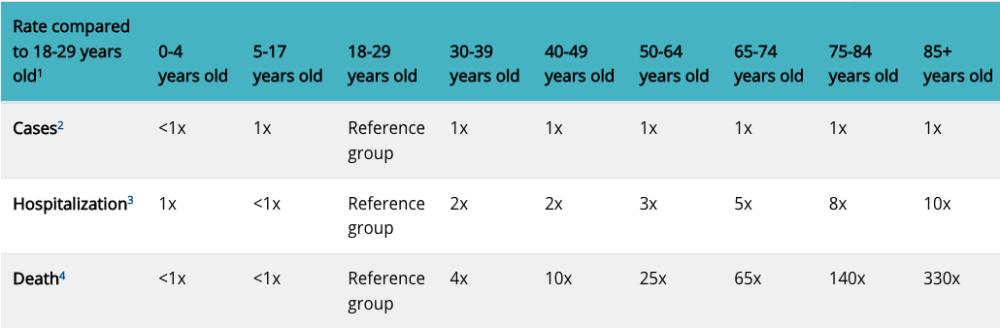 Rate compared to 18-29 years old¹ 0-4 years old 5-17 years old 18-29 years old 30-39 years old 40-49 years old 50-64 years old 65-74 years old 75-84 years old 85+ years old
Cases² <1x 1x Reference group 1x 1x 1x 1x 1x 1x
Hospitalization³ 1x <1x Reference group 2x 2x 3x 5x 8x 10x
Death⁴ <1x <1x Reference group 4x 10x 25x 65x 140x 330x